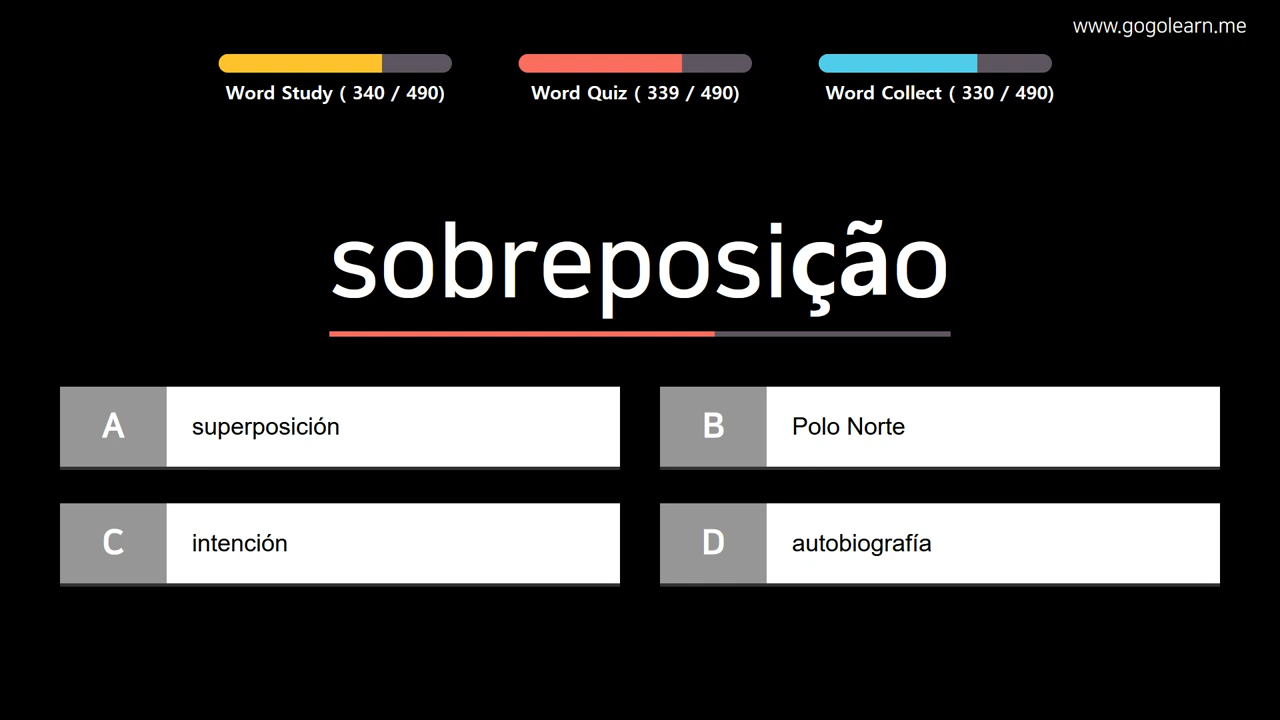 www.gogolearn.me
Word Study ( 340 / 490)
Word Quiz ( 339 / 490)
Word Collect ( 330 / 490)
sobreposição
A superposición
B Polo Norte
C intención
D autobiografía